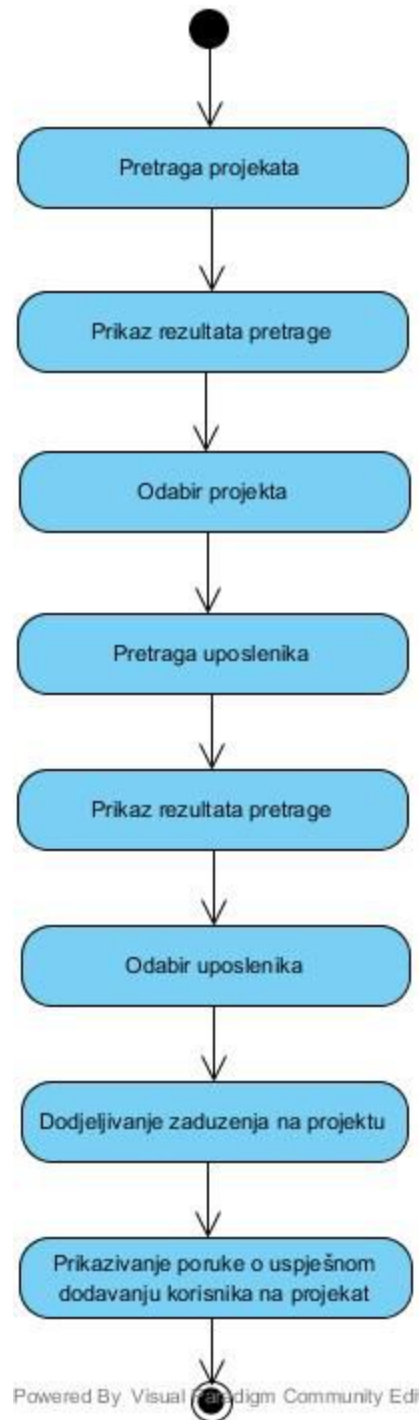 Pretraga projekata
Prikaz rezultata pretrage
Odabir projekta
Pretraga uposlenika
Prikaz rezultata pretrage
Odabir uposlenika
Dodjeljivanje zaduzenja na projektu
Prikazivanje poruke o uspješnom
dodavanju korisnika na projekat
Powered By Visual Paradigm Community Edi